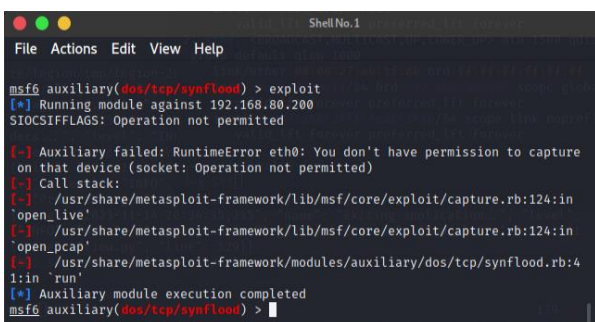 Shell No. 1
File Actions Edit View Help
msf6 auxiliary(dos/tcp/synflood) > exploit
[*] Running module against 192.168.80.200
SIOCSIFFLAGS: Operation not permitted
[-] Auxiliary failed: RuntimeError eth0: You don't have permission to capture
on that device (socket: Operation not permitted)
[-] Call stack:
[-] /usr/share/metasploit-framework/lib/msf/core/exploit/capture.rb:124:in
`open_live'
[-] /usr/share/metasploit-framework/lib/msf/core/exploit/capture.rb:124:in
`open_pcap'
[-] /usr/share/metasploit-framework/modules/auxiliary/dos/tcp/synflood.rb:4
1:in `run'
[*] Auxiliary module execution completed
msf6 auxiliary(dos/tcp/synflood) >